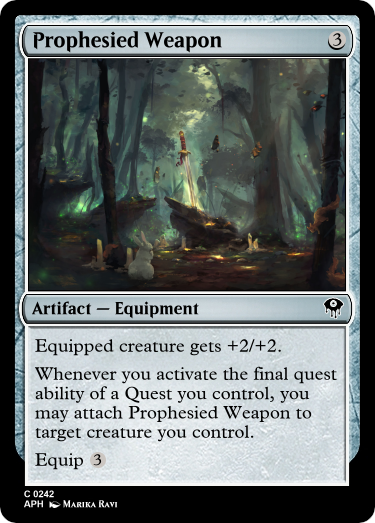 Prophesied Weapon 3
Artifact — Equipment
Equipped creature gets +2/+2.
Whenever you activate the final quest
ability of a Quest you control, you
may attach Prophesied Weapon to
target creature you control.
Equip 3
C 0242
APH Marika Ravi